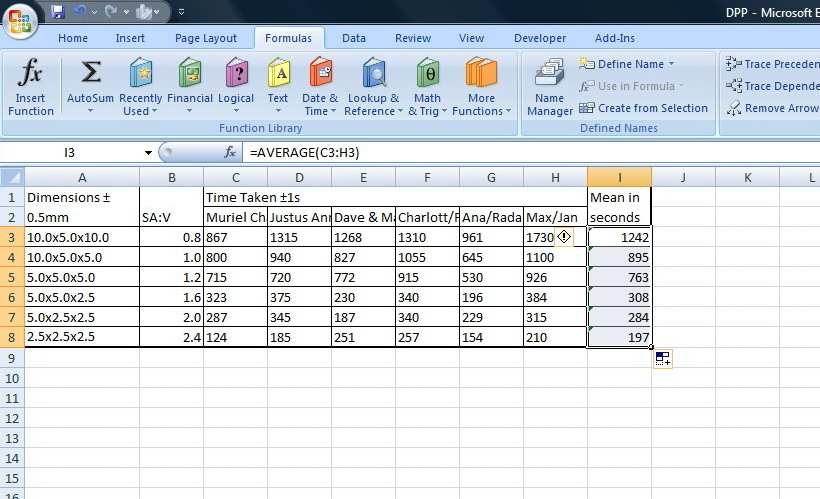 DPP - Microsoft E
Home Insert Page Layout Formulas Data Review View Developer Add-Ins
fx Σ A θ
Insert Function
AutoSum
Recently Used
Financial
Logical
Text
Date & Time
Lookup & Reference
Math & Trig
More Functions
Function Library
Name Manager
Define Name
Use in Formula
Create from Selection
Defined Names
Trace Preceden
Trace Depende
Remove Arrow
I3 fx =AVERAGE(C3:H3)
A B C D E F G H I J K L
1 Dimensions ± Time Taken ±1s Mean in
2 0.5mm SA:V Muriel Ch Justus Ann Dave & Ma Charlott/F Ana/Rada Max/Jan seconds
3 10.0x5.0x10.0 0.8 867 1315 1268 1310 961 1730 1242
4 10.0x5.0x5.0 1.0 800 940 827 1055 645 1100 895
5 5.0x5.0x5.0 1.2 715 720 772 915 530 926 763
6 5.0x5.0x2.5 1.6 323 375 230 340 196 384 308
7 5.0x2.5x2.5 2.0 287 345 187 340 229 315 284
8 2.5x2.5x2.5 2.4 124 185 251 257 154 210 197
9
10
11
12
13
14
15
16